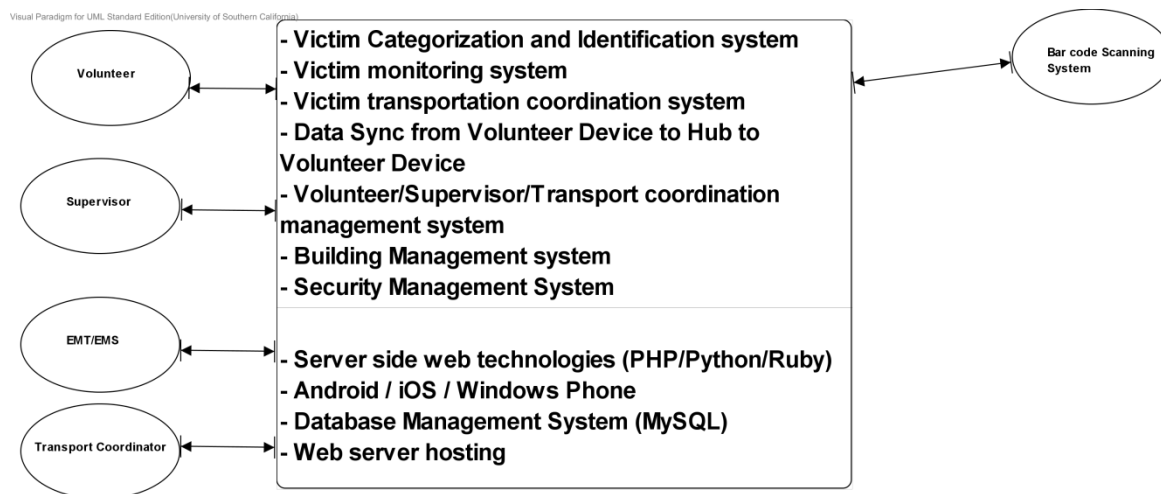 Visual Paradigm for UML Standard Edition(University of Southern California)
Volunteer
Supervisor
EMT/EMS
Transport Coordinator
- Victim Categorization and Identification system
- Victim monitoring system
- Victim transportation coordination system
- Data Sync from Volunteer Device to Hub to
Volunteer Device
- Volunteer/Supervisor/Transport coordination
management system
- Building Management system
- Security Management System
- Server side web technologies (PHP/Python/Ruby)
- Android / iOS / Windows Phone
- Database Management System (MySQL)
- Web server hosting
Bar code Scanning
System